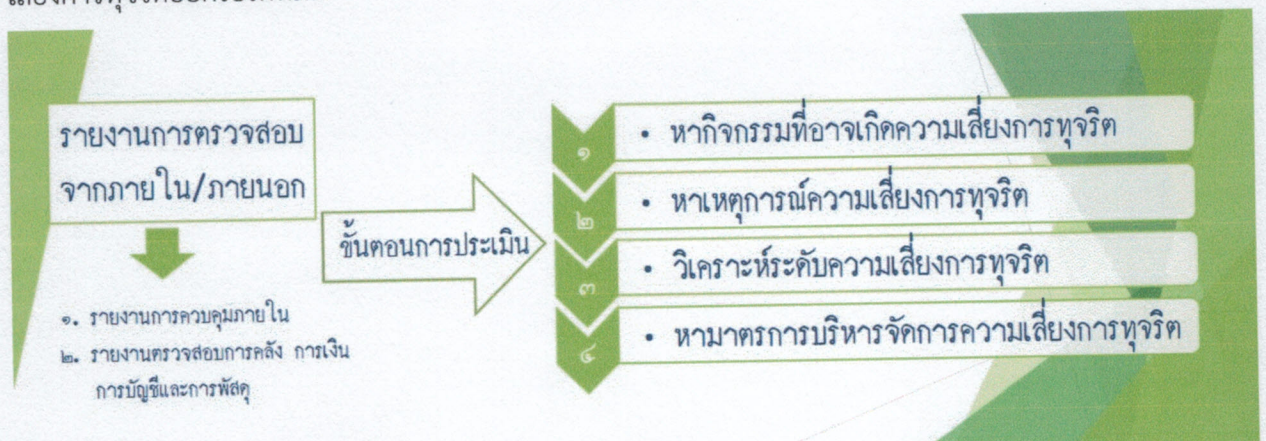 รายงานการตรวจสอบ
จากภายใน/ภายนอก
๑. รายงานการควบคุมภายใน
๒. รายงานตรวจสอบการคลัง การเงิน
การบัญชีและการพัสดุ
ขั้นตอนการประเมิน
๑
• หากิจกรรมที่อาจเกิดความเสี่ยงการทุจริต
๒
• หาเหตุการณ์ความเสี่ยงการทุจริต
๓
• วิเคราะห์ระดับความเสี่ยงการทุจริต
๔
• หามาตรการบริหารจัดการความเสี่ยงการทุจริต